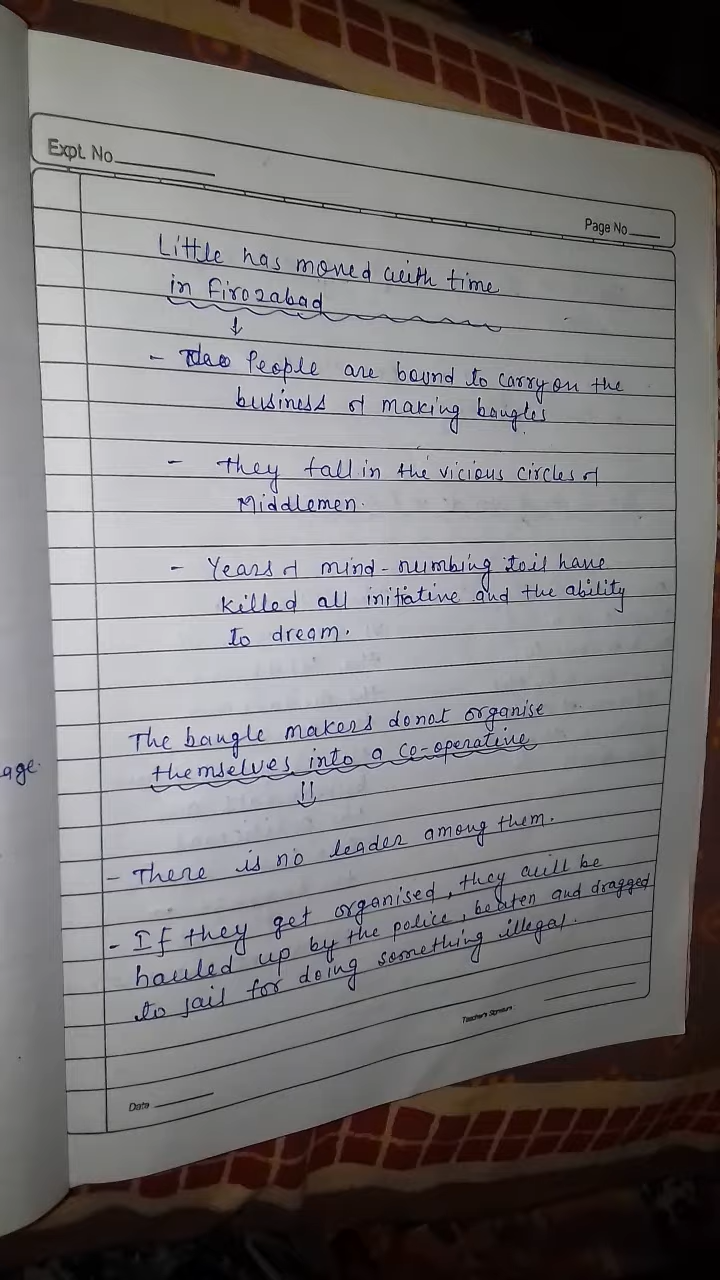 Expt. No
Page No
Little has moved with time
in Firozabad
↓
- People are bound to carry on the
business of making bangles
- they fall in the vicious circles of
Middlemen.
- Years of mind-numbing toil have
killed all initiative and the ability
to dream.
The bangle makers donot organise
themselves into a co-operative
age.
⇓
- There is no leader among them.
- If they get organised, they will be
hauled up by the police, beaten and dragged
to jail for doing something illegal.
Teacher's Signature
Date